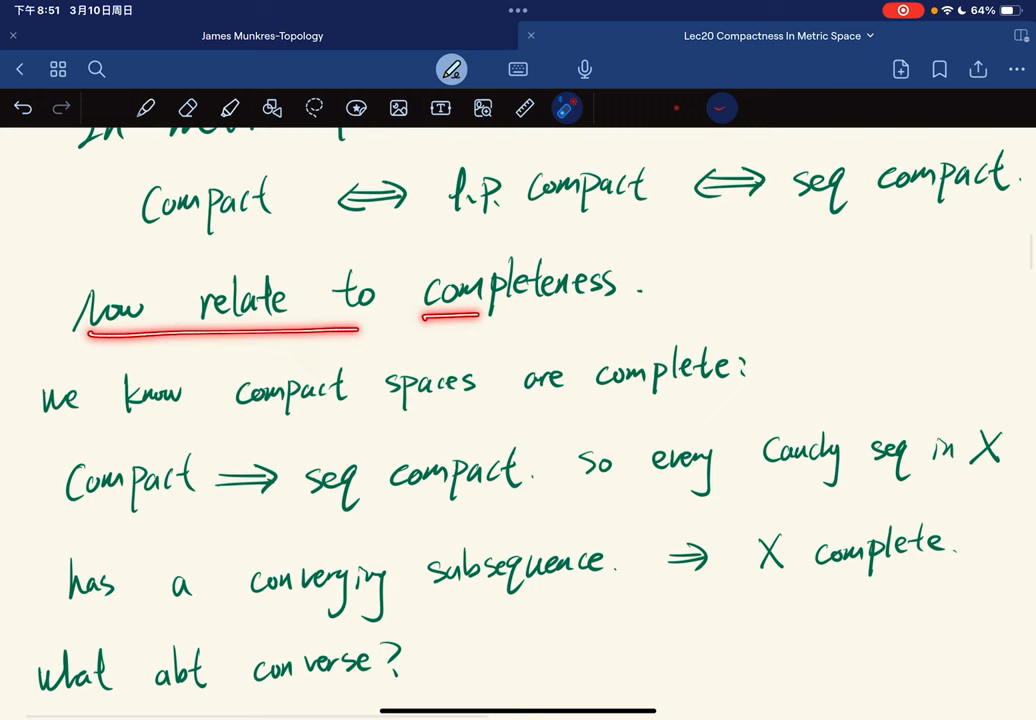 下午8:51 3月10日周日
64%
James Munkres-Topology
Lec20 Compactness In Metric Space
In
Compact ⟺ l.p. compact ⟺ seq compact.
Now relate to completeness.
we know compact spaces are complete:
Compact ⟹ seq compact. so every Caudy seq in X
has a converging subsequence. ⇒ X complete.
what abt converse?